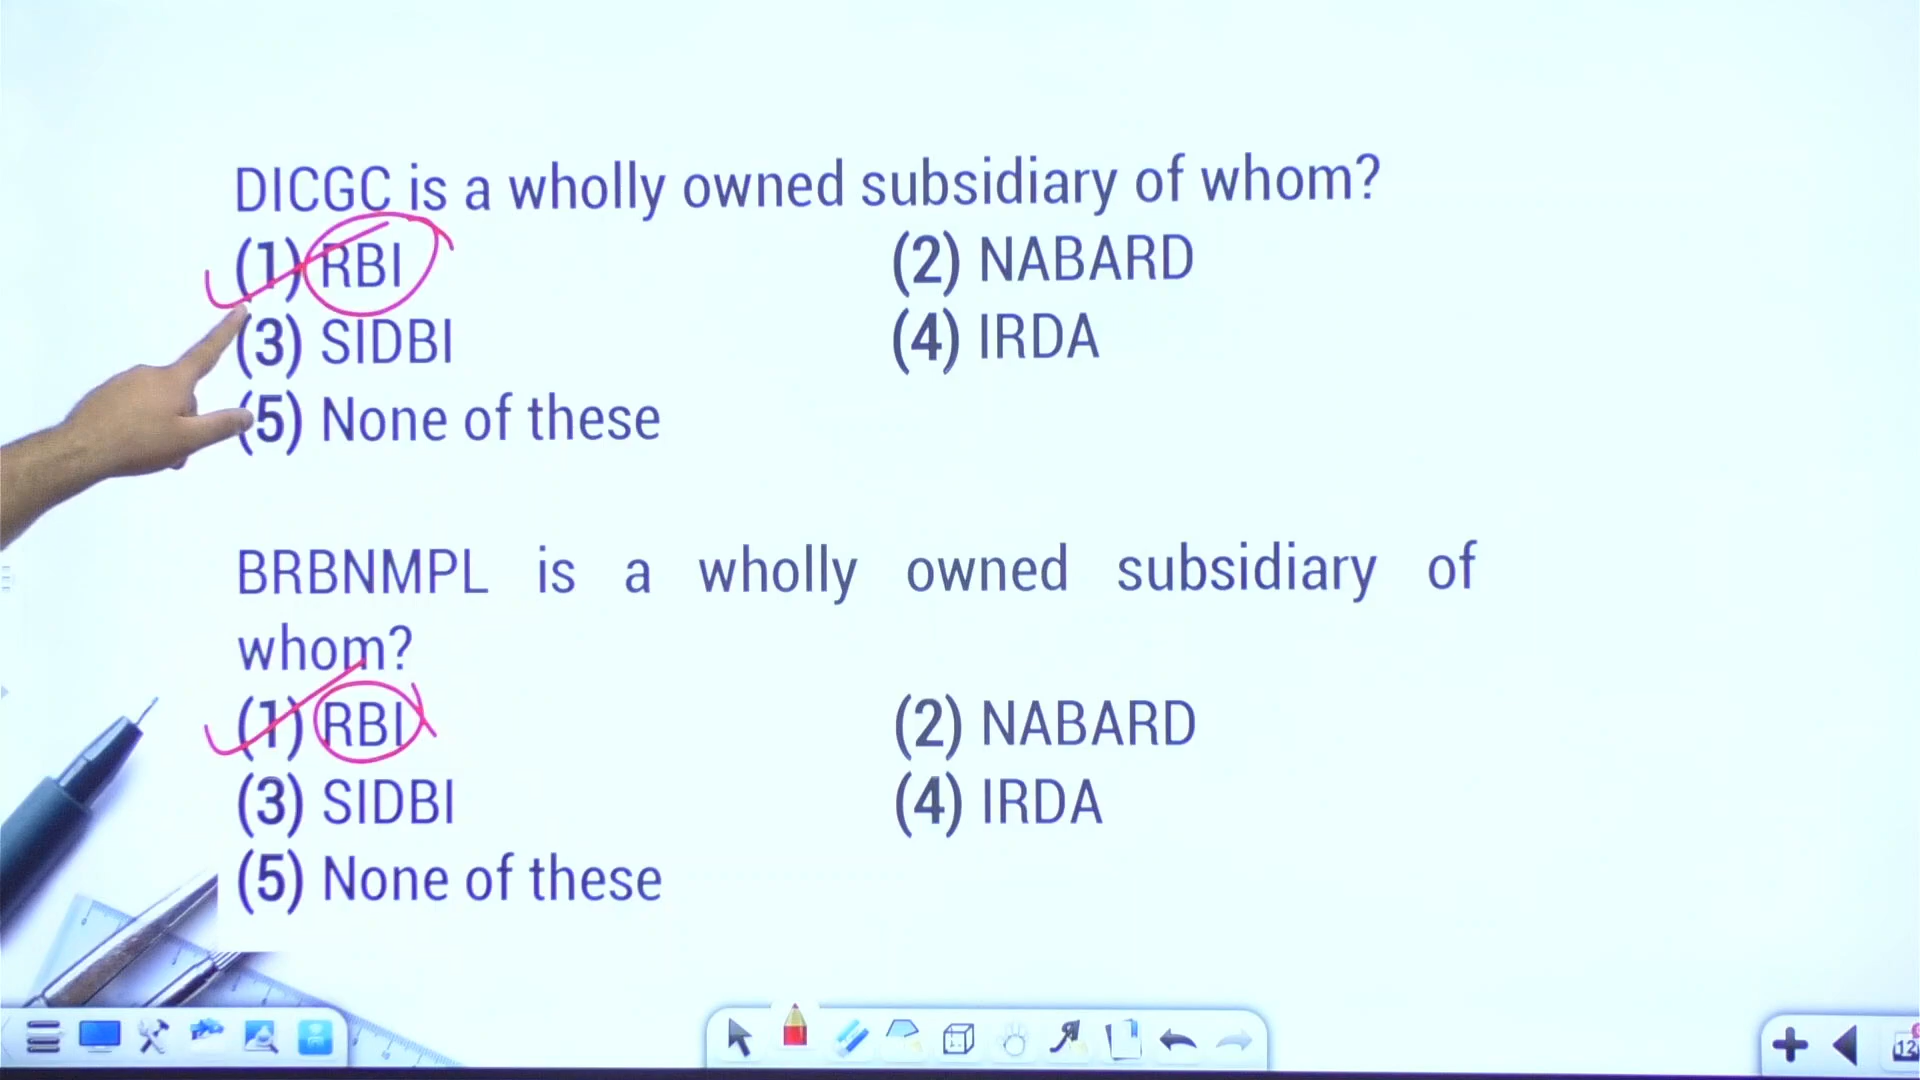 DICGC is a wholly owned subsidiary of whom?
(1) RBI (2) NABARD
(3) SIDBI (4) IRDA
(5) None of these
BRBNMPL is a wholly owned subsidiary of
whom?
(1) RBI (2) NABARD
(3) SIDBI (4) IRDA
(5) None of these
12